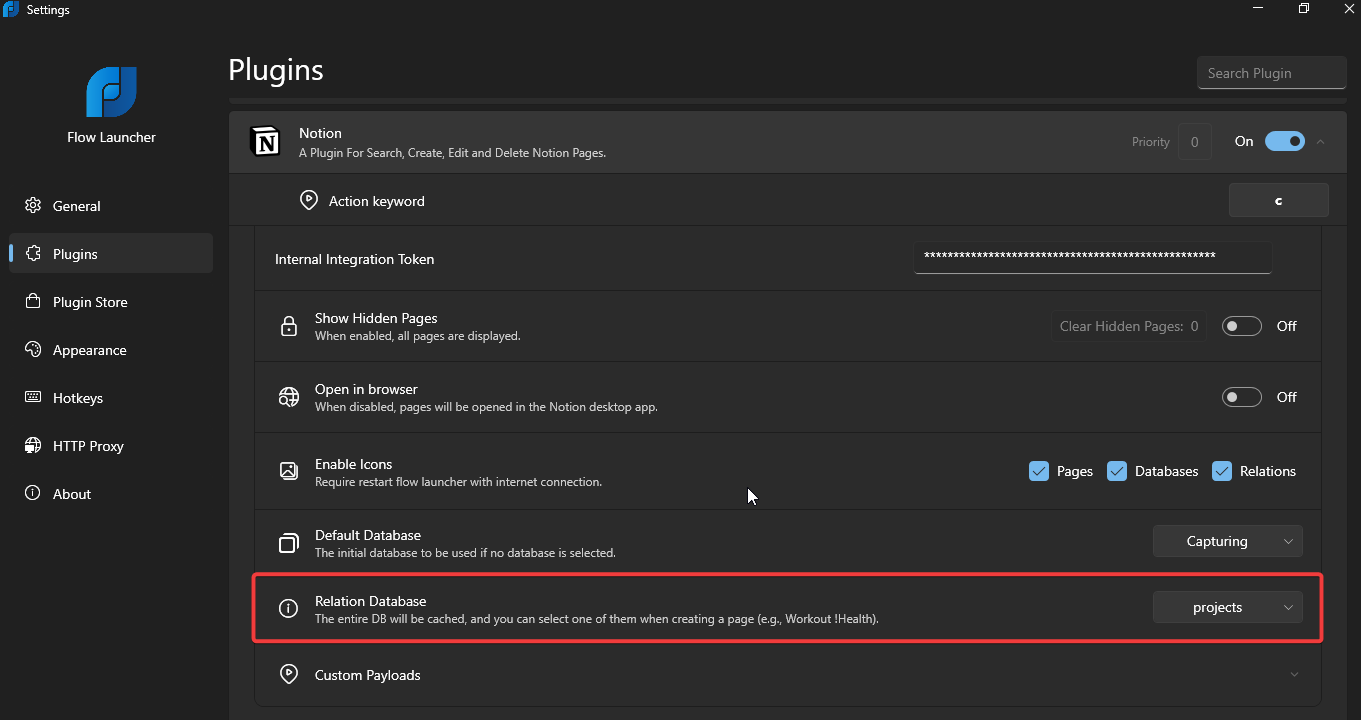 Settings
Flow Launcher
General
Plugins
Plugin Store
Appearance
Hotkeys
HTTP Proxy
About
Plugins
Search Plugin
N
Notion
A Plugin For Search, Create, Edit and Delete Notion Pages.
Priority 0 On
Action keyword c
Internal Integration Token **************************************************
Show Hidden Pages
When enabled, all pages are displayed.
Clear Hidden Pages: 0 Off
Open in browser
When disabled, pages will be opened in the Notion desktop app.
Off
Enable Icons
Require restart flow launcher with internet connection.
Pages Databases Relations
Default Database
The initial database to be used if no database is selected.
Capturing
Relation Database
The entire DB will be cached, and you can select one of them when creating a page (e.g., Workout !Health).
projects
Custom Payloads